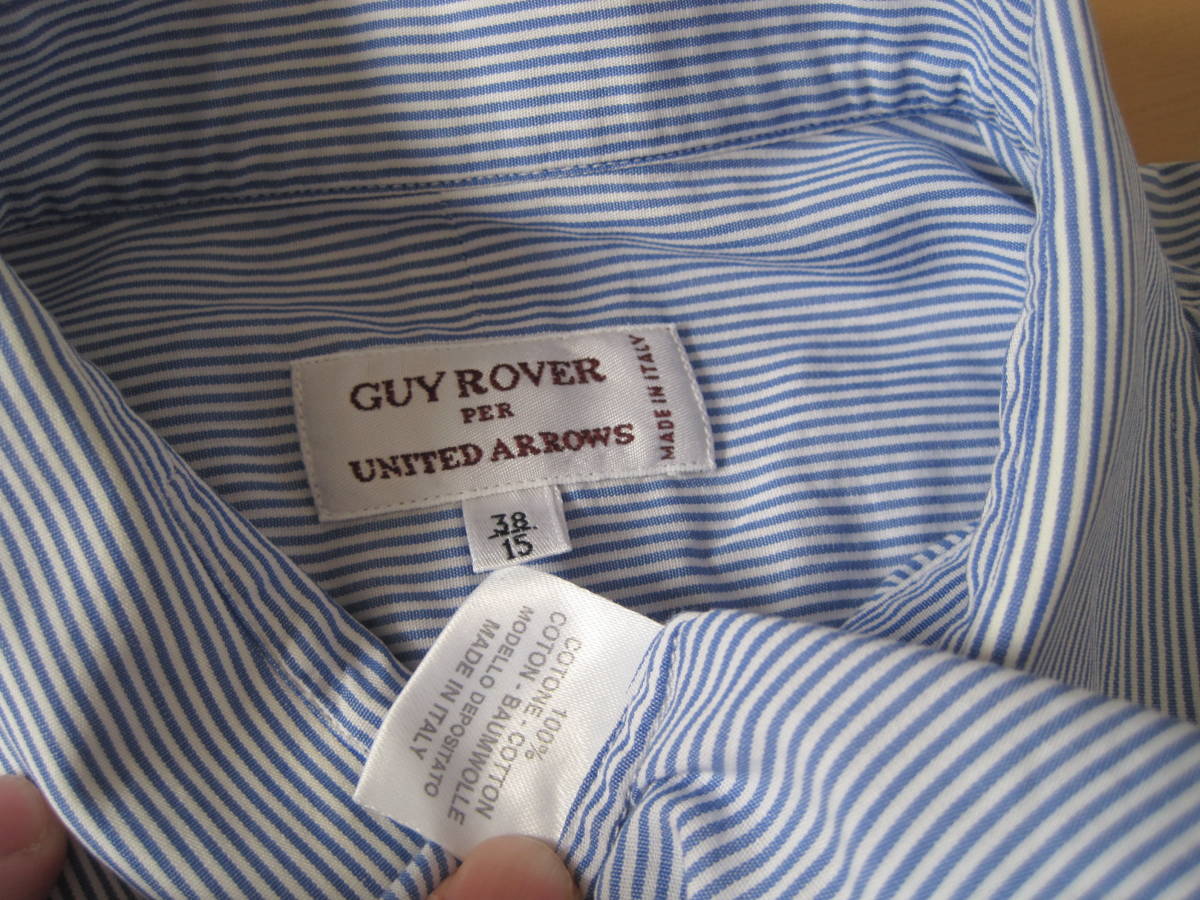 GUY ROVER
PER
UNITED ARROWS
MADE IN ITALY
38
15
100%
COTONE - COTTON
COTON - BAUMWOLLE
MODELLO DEPOSITATO
MADE IN ITALY